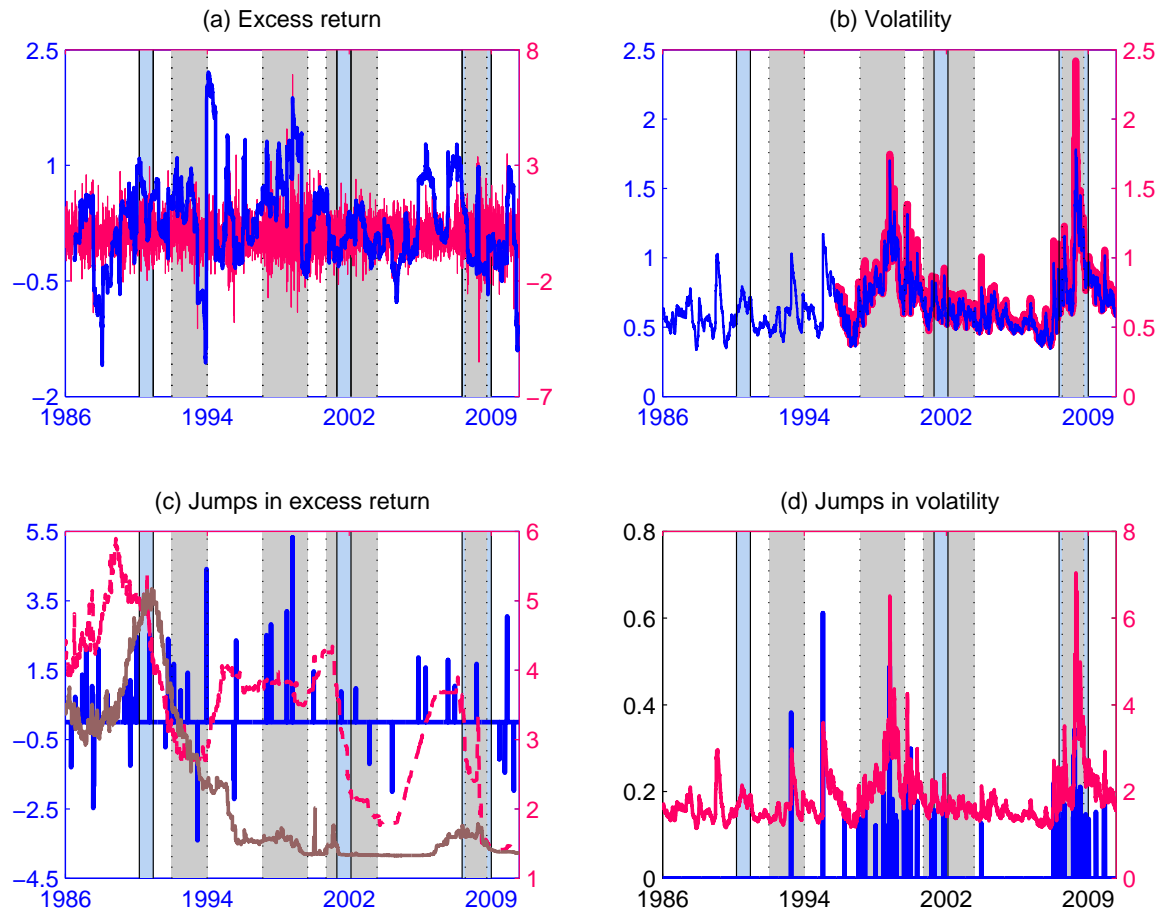 (a) Excess return
(b) Volatility
2.5 8
1 3
−0.5 −2
−2 −7
1986 1994 2002 2009
2.5 2.5
2 2
1.5 1.5
1 1
0.5 0.5
0 0
1986 1994 2002 2009
(c) Jumps in excess return
(d) Jumps in volatility
5.5 6
3.5 5
1.5 4
−0.5 3
−2.5 2
−4.5 1
1986 1994 2002 2009
0.8 8
0.6 6
0.4 4
0.2 2
0 0
1986 1994 2002 2009